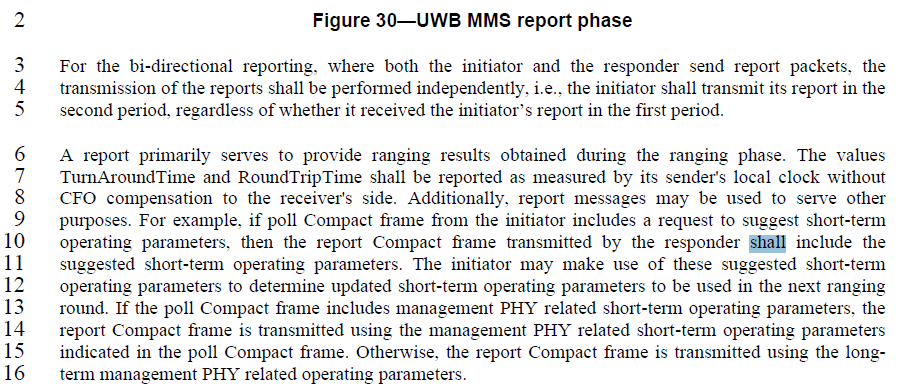 2 Figure 30—UWB MMS report phase
3 For the bi-directional reporting, where both the initiator and the responder send report packets, the
4 transmission of the reports shall be performed independently, i.e., the initiator shall transmit its report in the
5 second period, regardless of whether it received the initiator’s report in the first period.
6 A report primarily serves to provide ranging results obtained during the ranging phase. The values
7 TurnAroundTime and RoundTripTime shall be reported as measured by its sender's local clock without
8 CFO compensation to the receiver's side. Additionally, report messages may be used to serve other
9 purposes. For example, if poll Compact frame from the initiator includes a request to suggest short-term
10 operating parameters, then the report Compact frame transmitted by the responder shall include the
11 suggested short-term operating parameters. The initiator may make use of these suggested short-term
12 operating parameters to determine updated short-term operating parameters to be used in the next ranging
13 round. If the poll Compact frame includes management PHY related short-term operating parameters, the
14 report Compact frame is transmitted using the management PHY related short-term operating parameters
15 indicated in the poll Compact frame. Otherwise, the report Compact frame is transmitted using the long-
16 term management PHY related operating parameters.